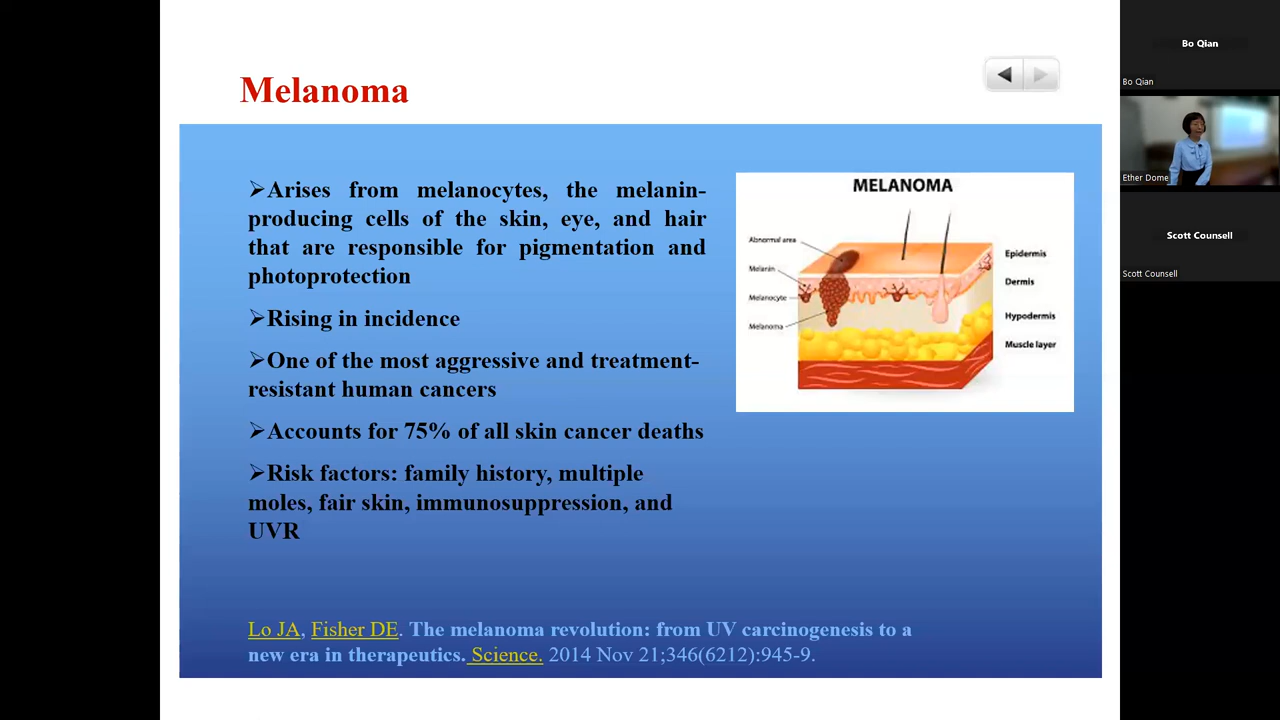 Melanoma
➢Arises from melanocytes, the melanin-
producing cells of the skin, eye, and hair
that are responsible for pigmentation and
photoprotection
➢Rising in incidence
➢One of the most aggressive and treatment-
resistant human cancers
➢Accounts for 75% of all skin cancer deaths
➢Risk factors: family history, multiple
moles, fair skin, immunosuppression, and
UVR
MELANOMA
Abnormal area
Melanin
Melanocyte
Melanoma
Epidermis
Dermis
Hypodermis
Muscle layer
Lo JA, Fisher DE. The melanoma revolution: from UV carcinogenesis to a
new era in therapeutics. Science. 2014 Nov 21;346(6212):945-9.
Bo Qian
Bo Qian
Ether Dome
Scott Counsell
Scott Counsell